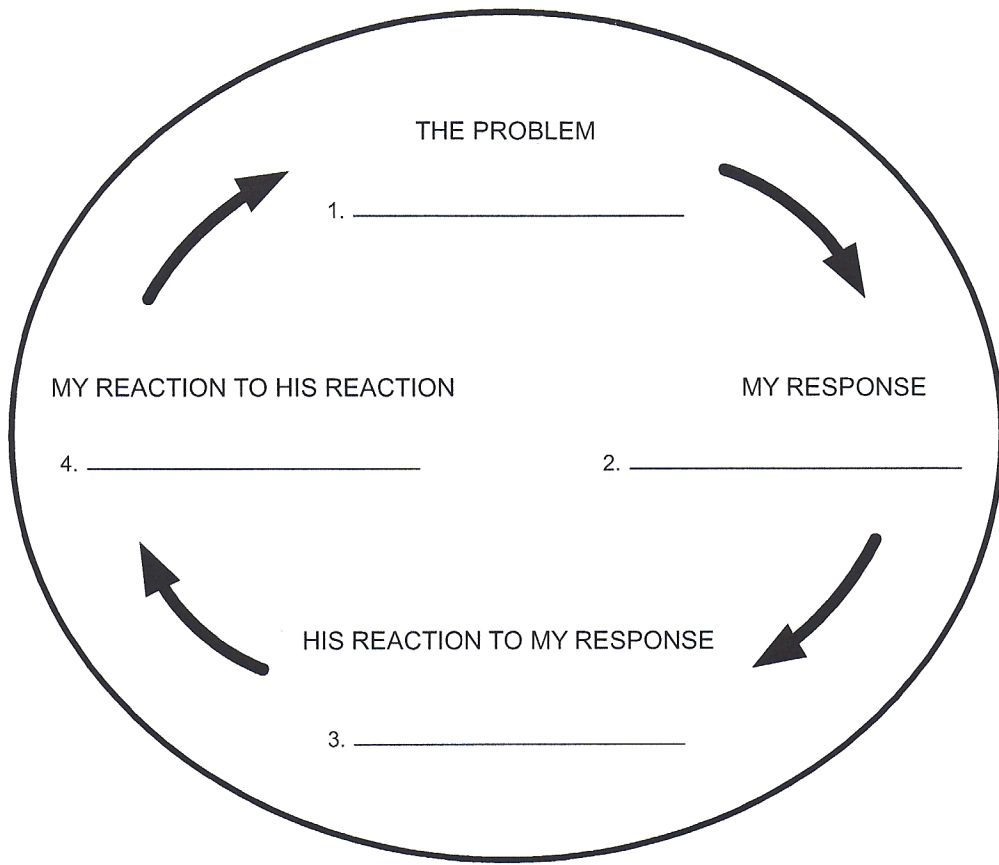 THE PROBLEM
1.
MY RESPONSE
2.
HIS REACTION TO MY RESPONSE
3.
MY REACTION TO HIS REACTION
4.